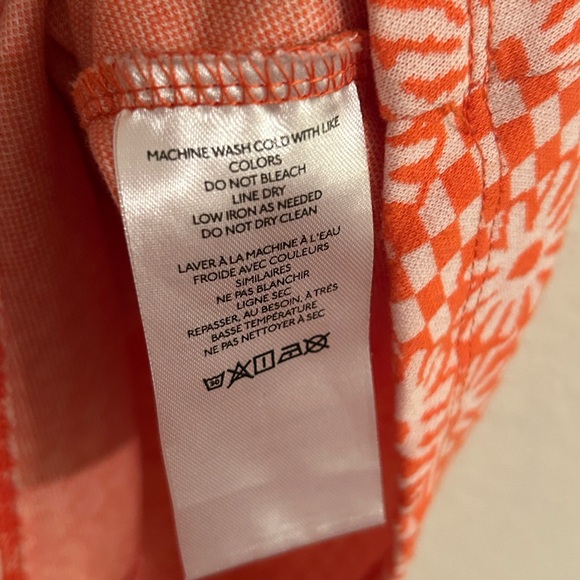 MACHINE WASH COLD WITH LIKE
COLORS
DO NOT BLEACH
LINE DRY
LOW IRON AS NEEDED
DO NOT DRY CLEAN
LAVER À LA MACHINE À L'EAU
FROIDE AVEC COULEURS
SIMILAIRES
NE PAS BLANCHIR
LIGNE SEC
REPASSER, AU BESOIN, À TRÈS
BASSE TEMPÉRATURE
NE PAS NETTOYER À SEC
30